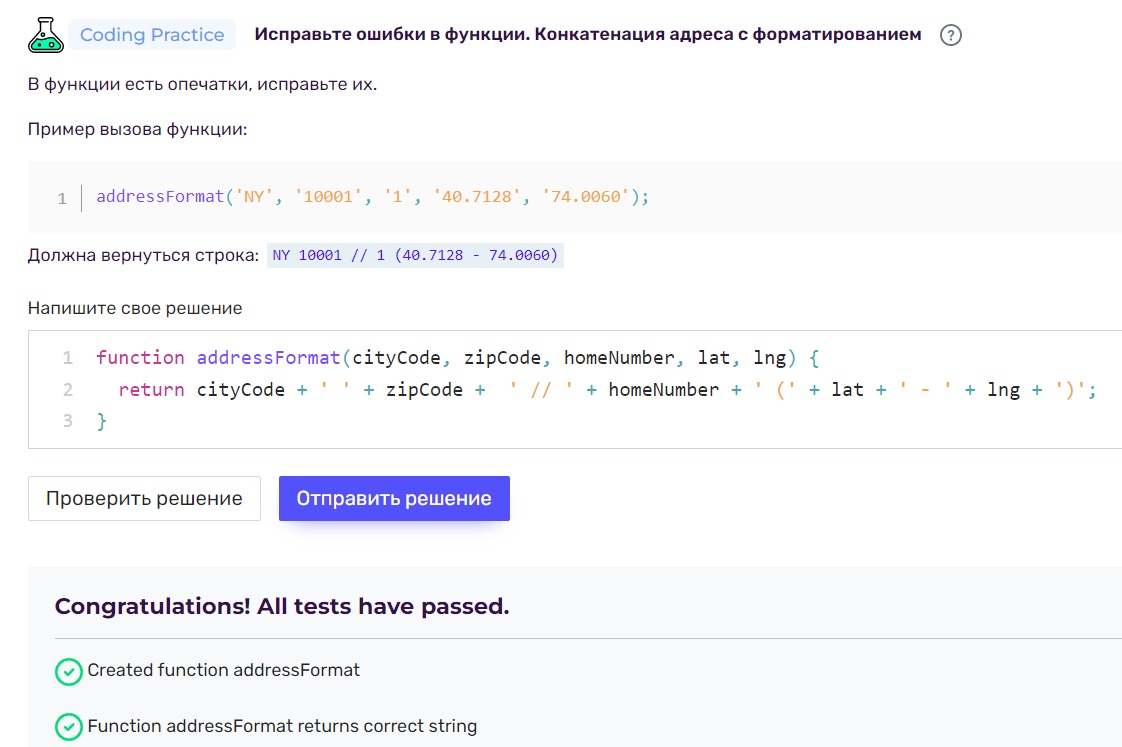 Coding Practice Исправьте ошибки в функции. Конкатенация адреса с форматированием ?
В функции есть опечатки, исправьте их.
Пример вызова функции:
1 addressFormat('NY', '10001', '1', '40.7128', '74.0060');
Должна вернуться строка: NY 10001 // 1 (40.7128 - 74.0060)
Напишите свое решение
1 function addressFormat(cityCode, zipCode, homeNumber, lat, lng) {
2 return cityCode + ' ' + zipCode +  ' // ' + homeNumber + ' (' + lat + ' - ' + lng + ')';
3 }
Проверить решение Отправить решение
Congratulations! All tests have passed.
Created function addressFormat
Function addressFormat returns correct string